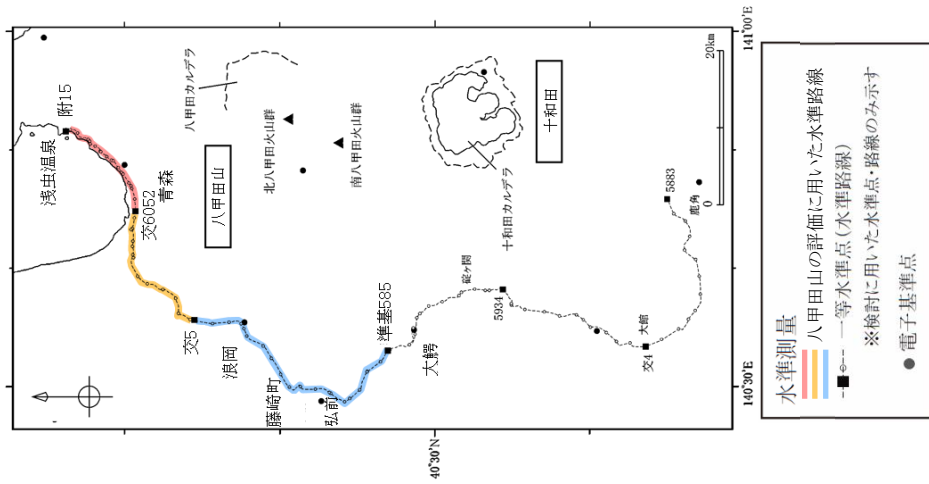 141°00'E
140°30'E
40°30'N
附15
浅虫温泉
青森
交6052
八甲田カルデラ
北八甲田火山群
南八甲田火山群
八甲田山
十和田
十和田カルデラ
交5
浪岡
藤崎町
弘前
準基585
大鰐
碇ヶ関
5934
大館
交4
5883
鹿角
0
20km
水準測量
八甲田山の評価に用いた水準路線
一等水準点(水準路線)
※検討に用いた水準点・路線のみ示す
電子基準点